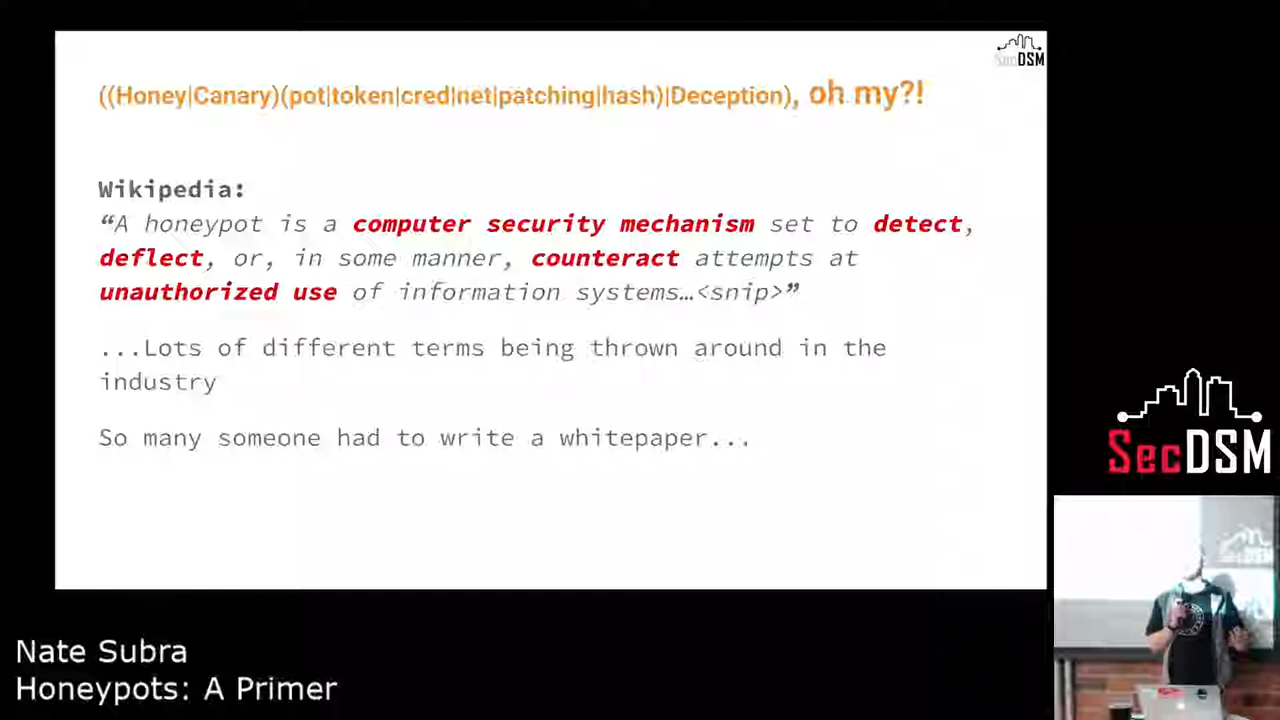 SecDSM
((Honey|Canary)(pot|token|cred|net|patching|hash)|Deception), oh my?!
Wikipedia:
“A honeypot is a computer security mechanism set to detect,
deflect, or, in some manner, counteract attempts at
unauthorized use of information systems…<snip>”
...Lots of different terms being thrown around in the
industry
So many someone had to write a whitepaper...
SecDSM
Nate Subra
Honeypots: A Primer